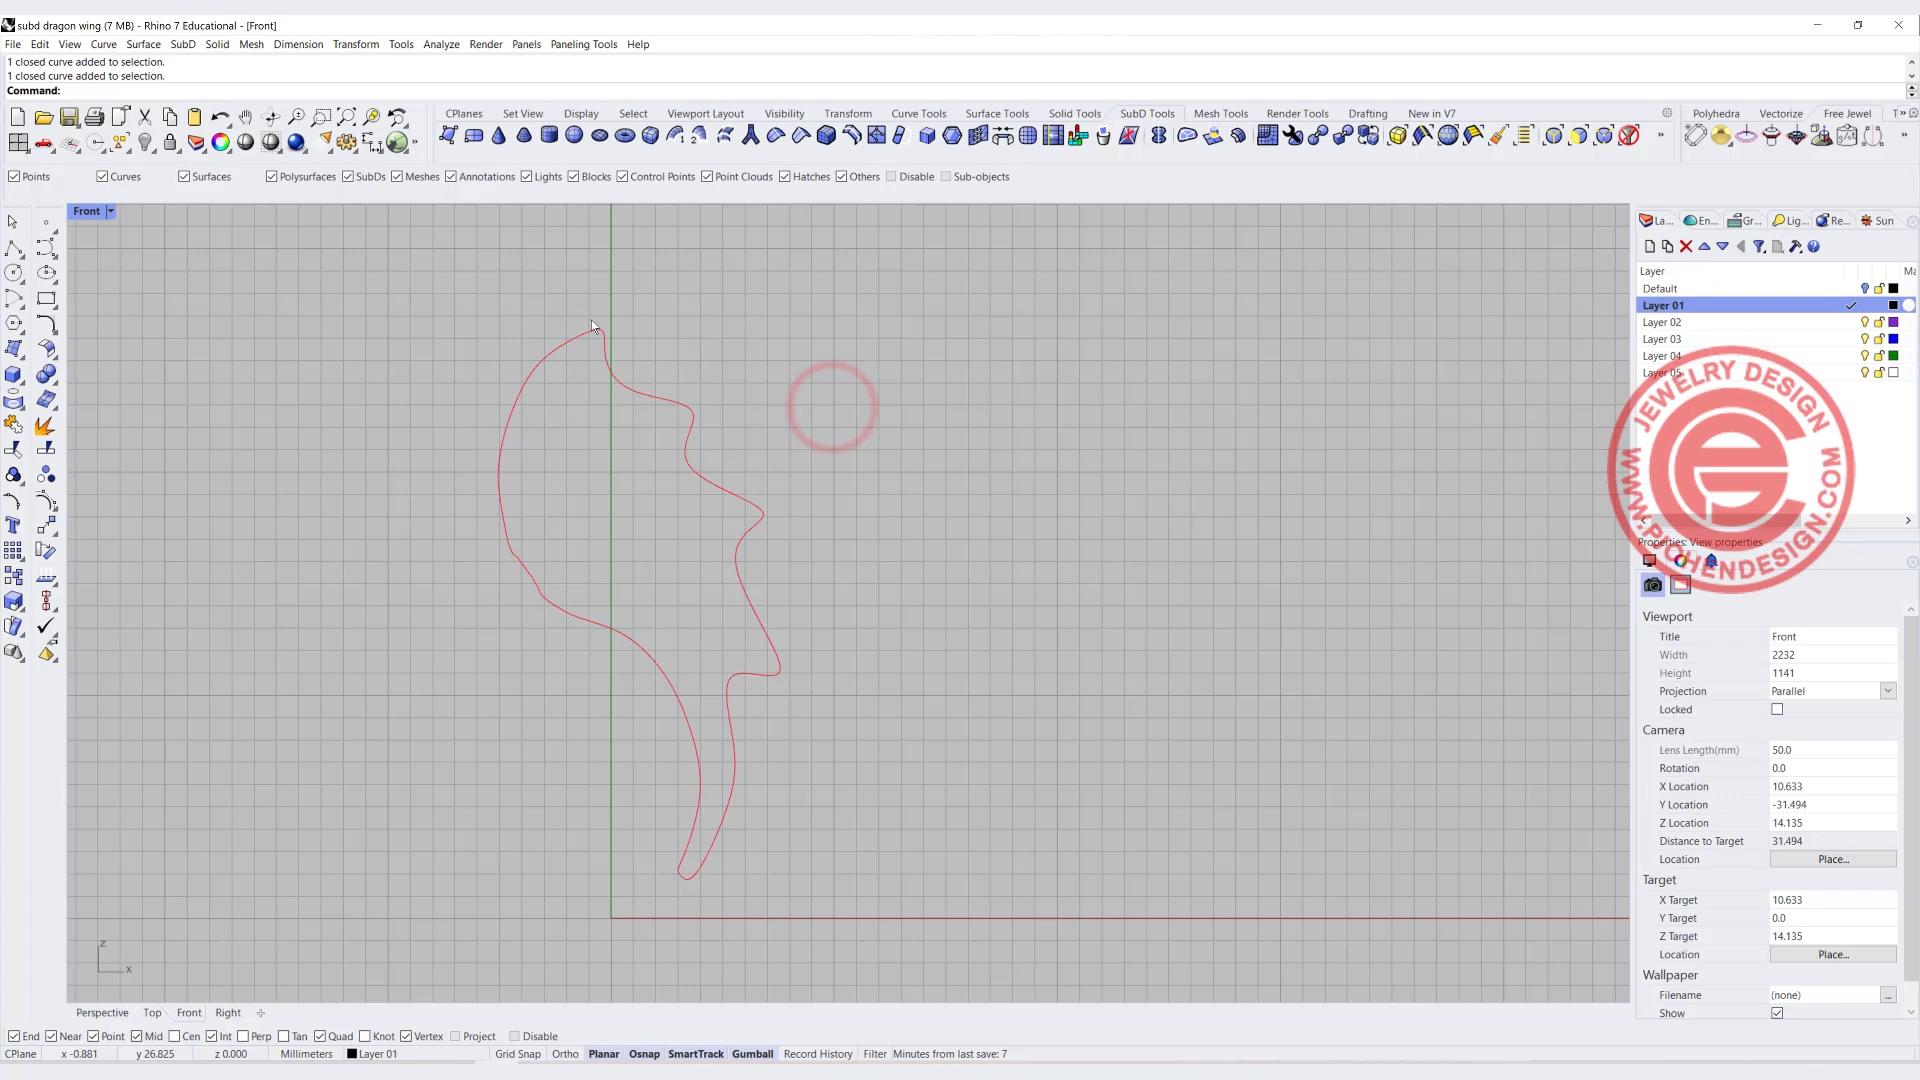 subd dragon wing (7 MB) - Rhino 7 Educational - [Front]
File Edit View Curve Surface SubD Solid Mesh Dimension Transform Tools Analyze Render Panels Paneling Tools Help
1 closed curve added to selection.
1 closed curve added to selection.
Command:
CPlanes Set View Display Select Viewport Layout Visibility Transform Curve Tools Surface Tools Solid Tools SubD Tools Mesh Tools Render Tools Drafting New in V7 Polyhedra Vectorize Free Jewel
Points Curves Surfaces Polysurfaces SubDs Meshes Annotations Lights Blocks Control Points Point Clouds Hatches Others Disable Sub-objects
Front
La... En... Gr... Lig... Re... Sun
Layer Ma
Default
Layer 01
Layer 02
Layer 03
Layer 04
Layer 05
JEWELRY DESIGN
WWW.PJCHENDESIGN.COM
Properties: View properties
Viewport
Title Front
Width 2232
Height 1141
Projection Parallel
Locked
Camera
Lens Length(mm) 50.0
Rotation 0.0
X Location 10.633
Y Location -31.494
Z Location 14.135
Distance to Target 31.494
Location Place...
Target
X Target 10.633
Y Target 0.0
Z Target 14.135
Location Place...
Wallpaper
Filename (none) ...
Show
z
x
Perspective Top Front Right
End Near Point Mid Cen Int Perp Tan Quad Knot Vertex Project Disable
CPlane x -0.881 y 26.825 z 0.000 Millimeters Layer 01 Grid Snap Ortho Planar Osnap SmartTrack Gumball Record History Filter Minutes from last save: 7